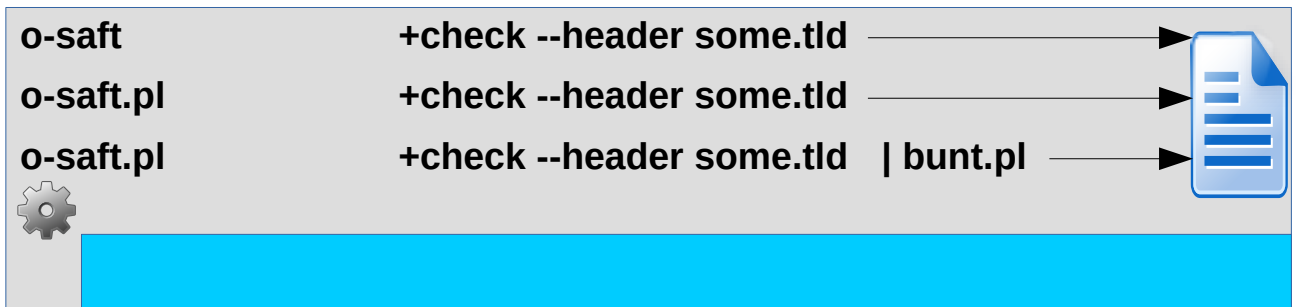 o-saft +check --header some.tld
o-saft.pl +check --header some.tld
o-saft.pl +check --header some.tld | bunt.pl